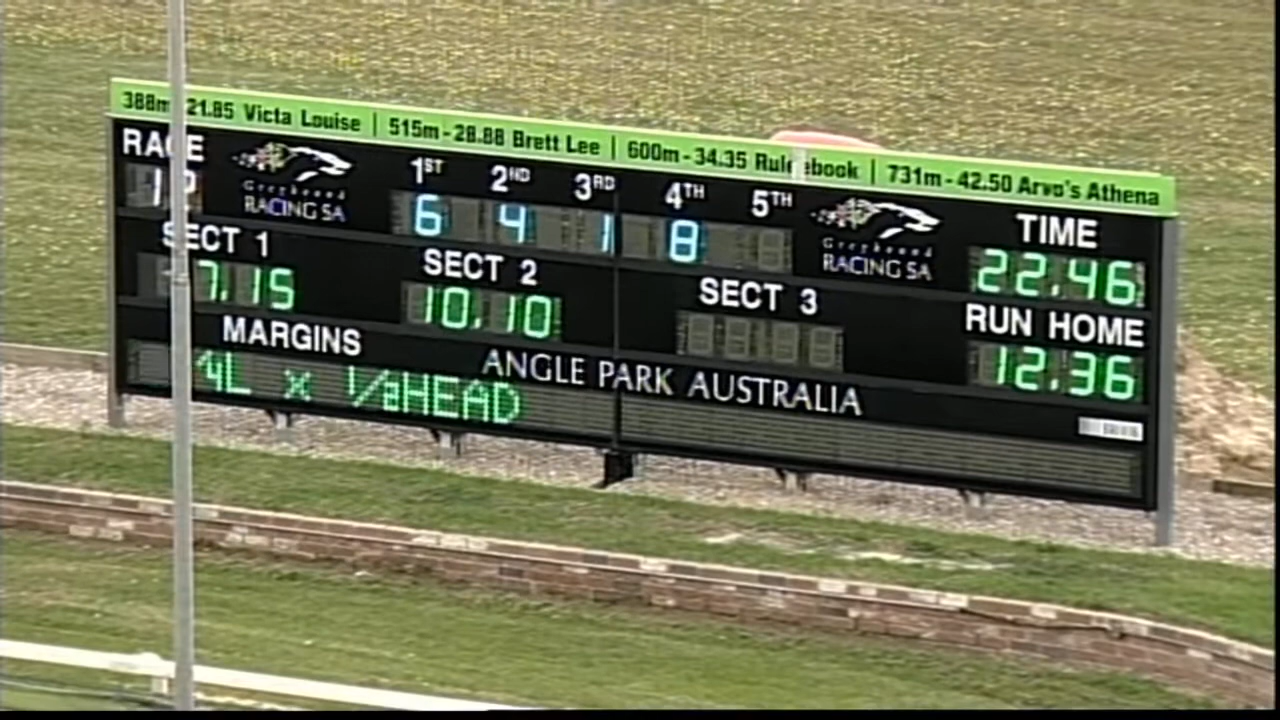 388m - 21.85 Victa Louise | 515m - 28.88 Brett Lee | 600m - 34.35 Rulebook | 731m - 42.50 Arvo's Athena
RACE
Greyhound
RACING SA
1ST 2ND 3RD 4TH 5TH
6 4 1 8
Greyhound
RACING SA
TIME
22.46
SECT 1
7.15
SECT 2
10.10
SECT 3
RUN HOME
12.36
MARGINS
ANGLE PARK AUSTRALIA
4L x 1/2HEAD